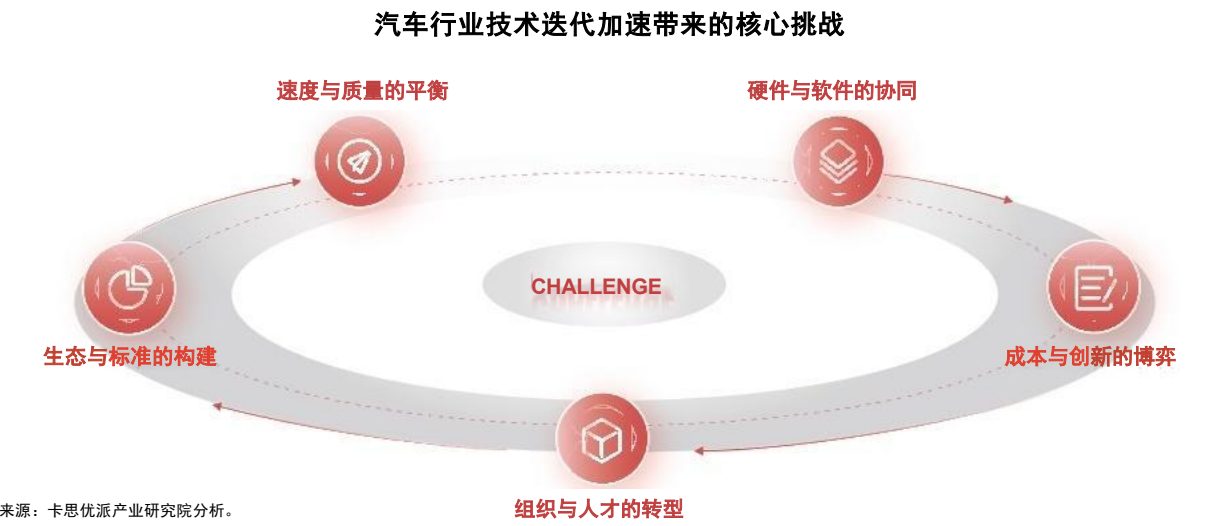 汽车行业技术迭代加速带来的核心挑战
速度与质量的平衡
硬件与软件的协同
CHALLENGE
生态与标准的构建
成本与创新的博弈
组织与人才的转型
来源：卡思优派产业研究院分析。